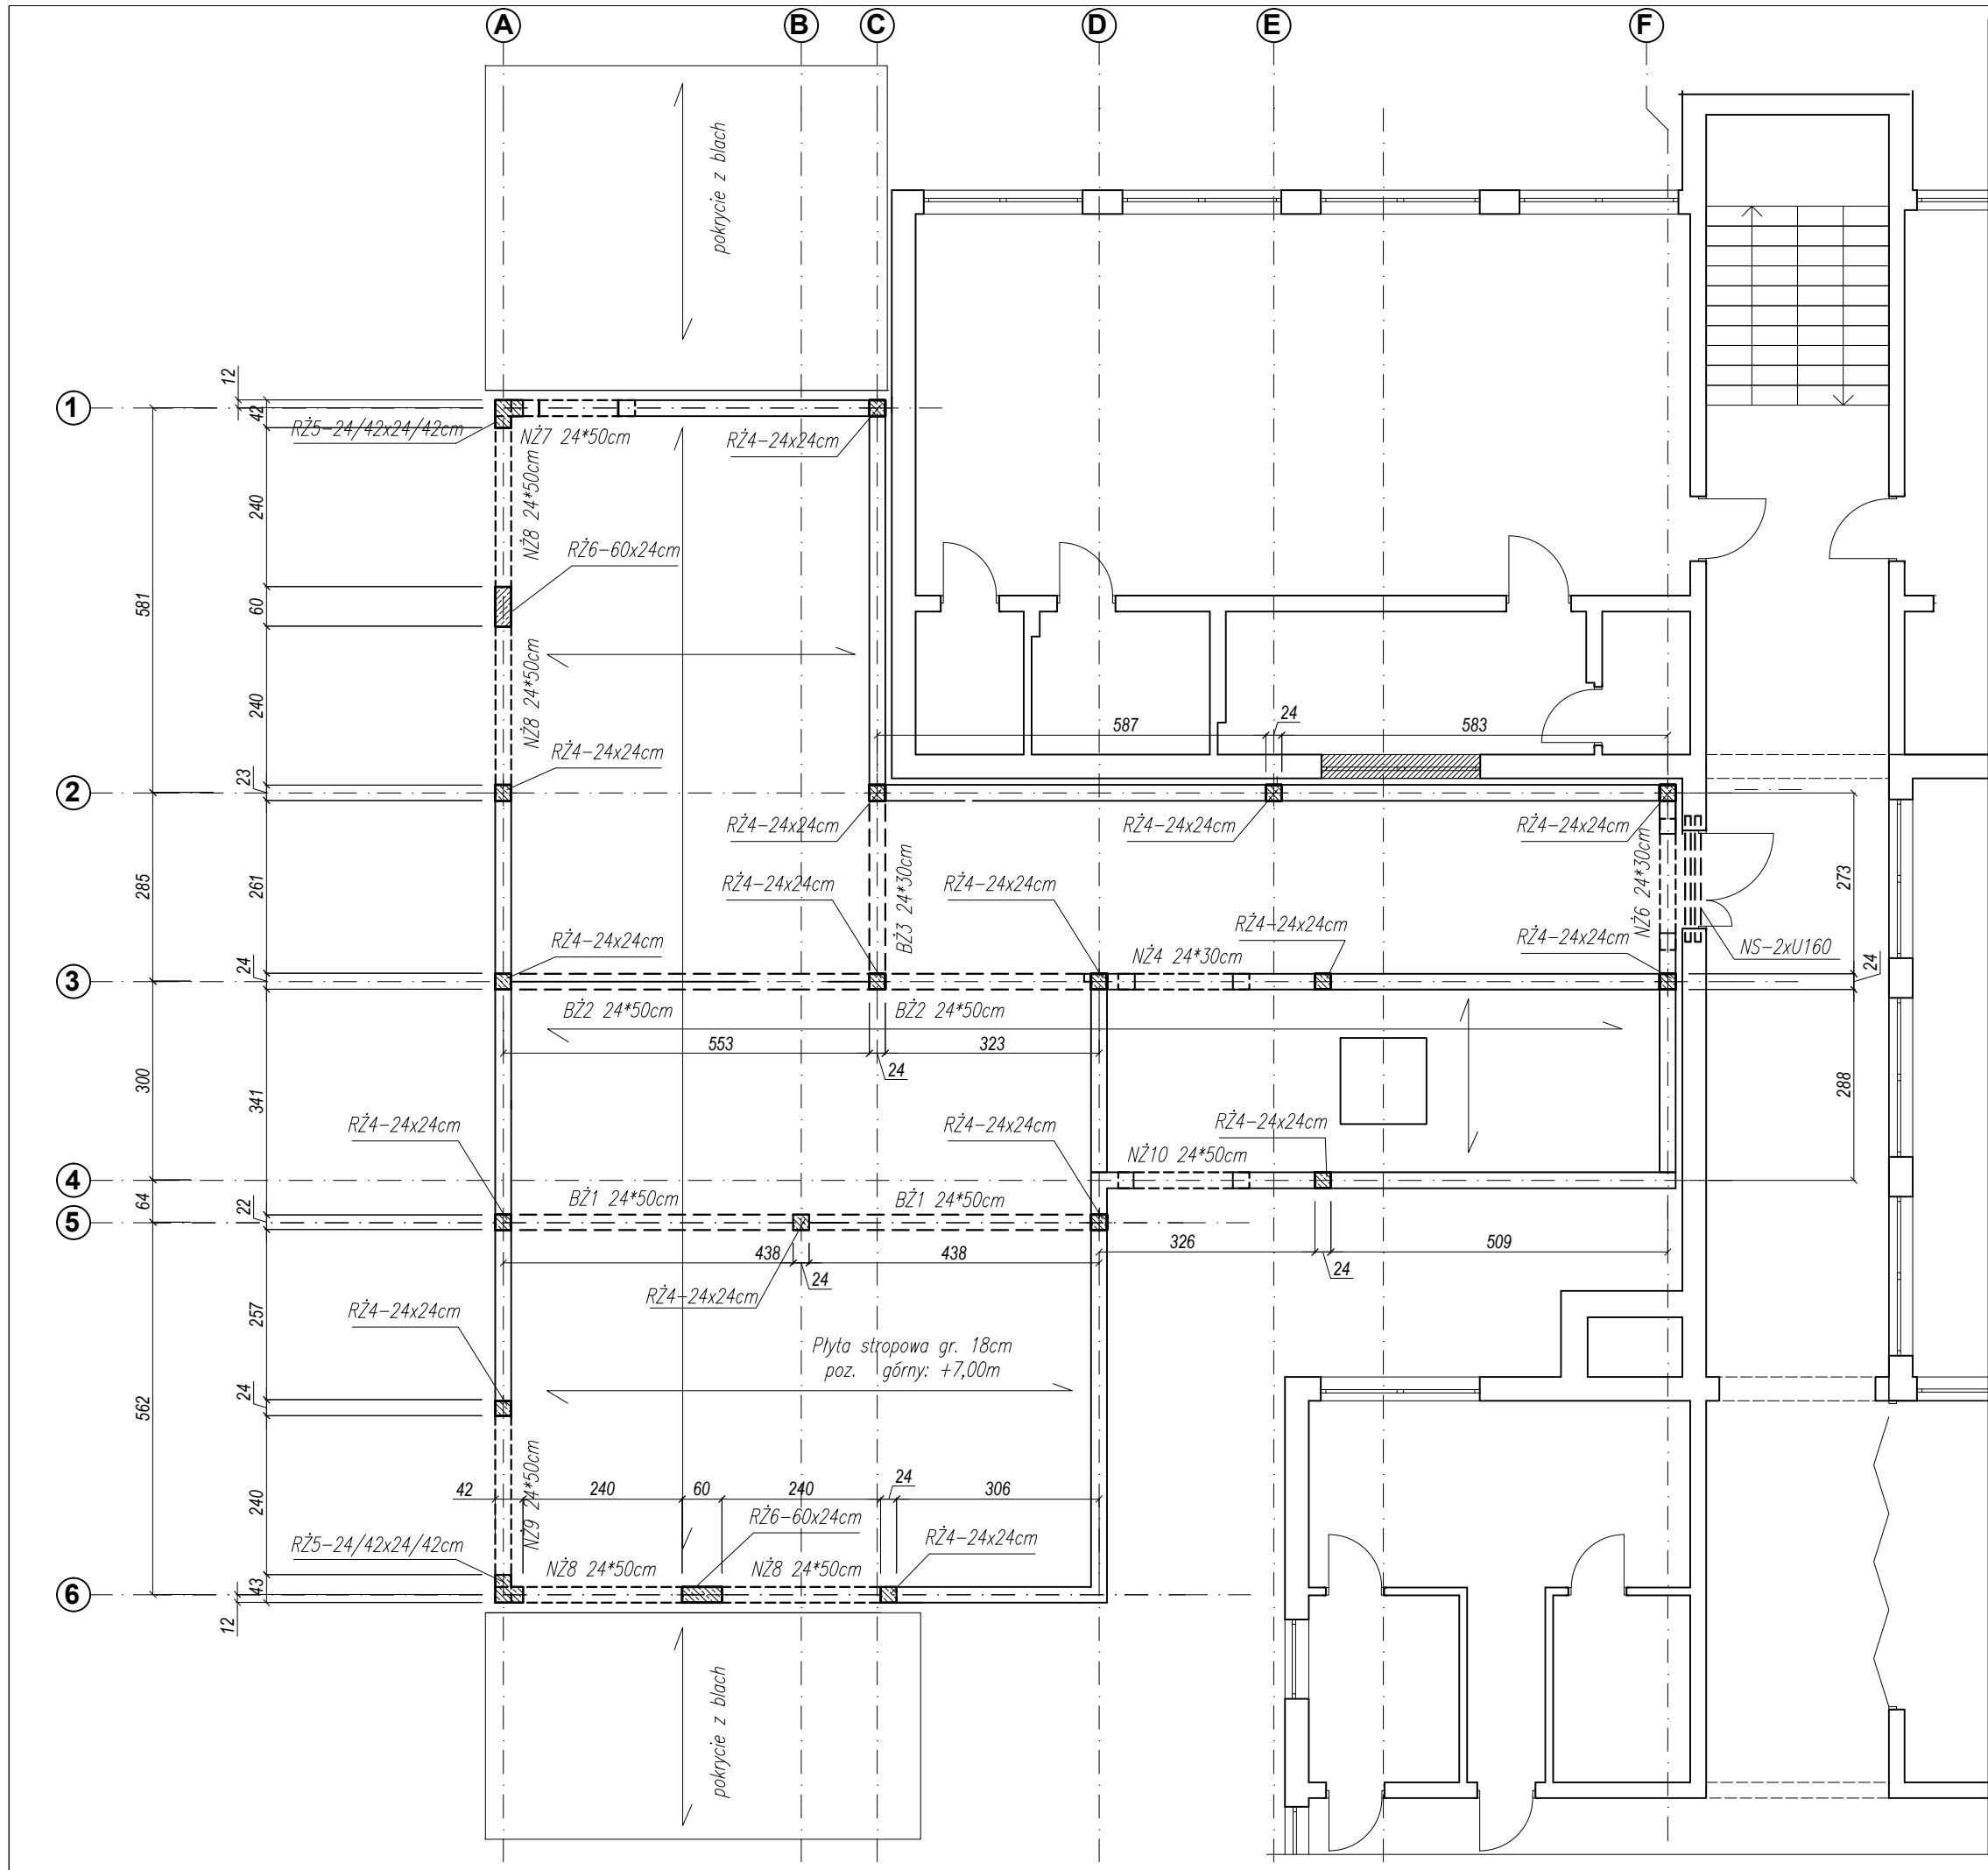 A B C D E F
pokrycie z blach
1
12
42
RŻ5-24/42x24/42cm
NŻ7 24*50cm
RŻ4-24x24cm
240
NŻ8 24*50cm
RŻ6-60x24cm
581
60
240
NŻ8 24*50cm
587
24
583
RŻ4-24x24cm
23
2
RŻ4-24x24cm
RŻ4-24x24cm
RŻ4-24x24cm
285
261
RŻ4-24x24cm
BŻ3 24*30cm
RŻ4-24x24cm
NŻ6 24*30cm
273
RŻ4-24x24cm
RŻ4-24x24cm
RŻ4-24x24cm
NS-2xU160
NŻ4 24*30cm
24
24
3
BŻ2 24*50cm
BŻ2 24*50cm
553
323
24
300
341
288
RŻ4-24x24cm
RŻ4-24x24cm
RŻ4-24x24cm
NŻ10 24*50cm
4
64
22
BŻ1 24*50cm
BŻ1 24*50cm
5
438
438
24
326
509
24
RŻ4-24x24cm
257
RŻ4-24x24cm
Płyta stropowa gr. 18cm
poz. górny: +7,00m
24
562
NŻ9 24*50cm
42
240
60
240
24
306
240
RŻ6-60x24cm
RŻ4-24x24cm
RŻ5-24/42x24/42cm
NŻ8 24*50cm
NŻ8 24*50cm
43
6
12
pokrycie z blach